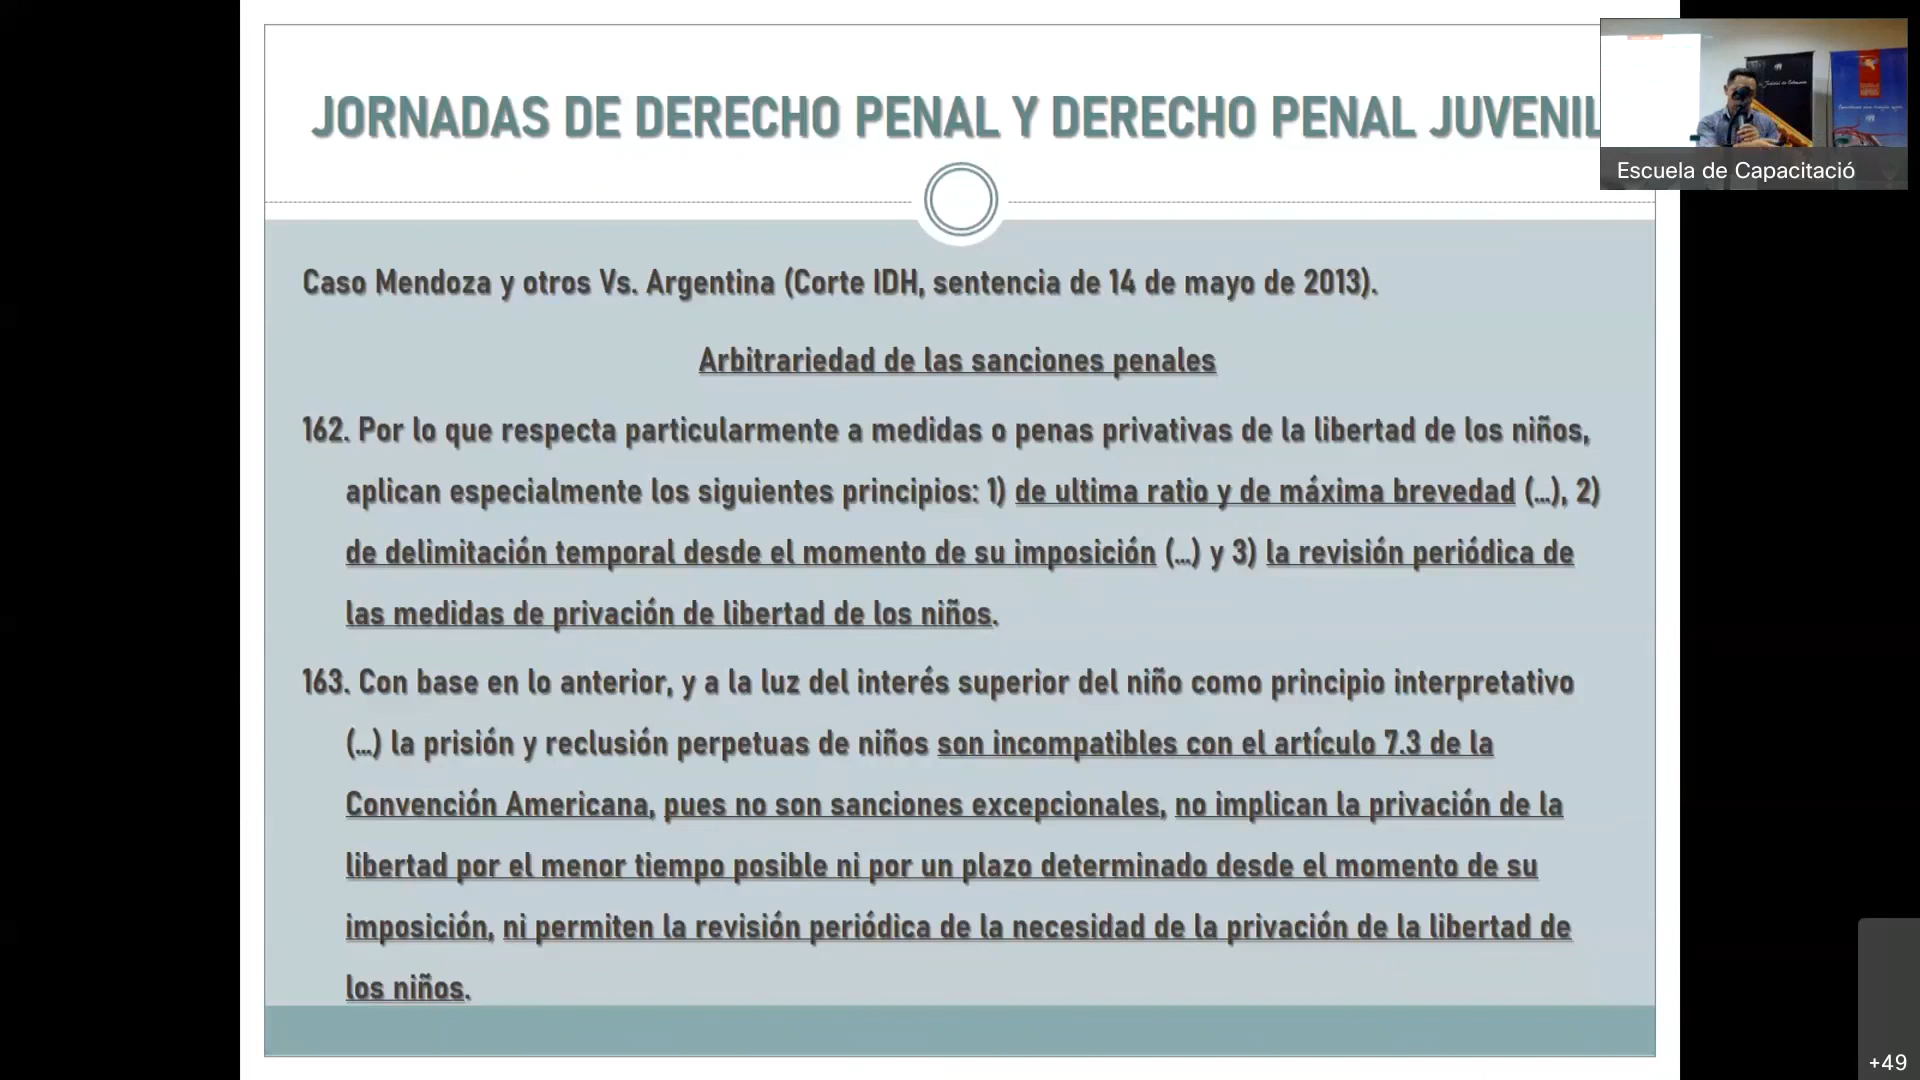 JORNADAS DE DERECHO PENAL Y DERECHO PENAL JUVENIL
Escuela de Capacitació
Caso Mendoza y otros Vs. Argentina (Corte IDH, sentencia de 14 de mayo de 2013).
Arbitrariedad de las sanciones penales
162. Por lo que respecta particularmente a medidas o penas privativas de la libertad de los niños,
aplican especialmente los siguientes principios: 1) de ultima ratio y de máxima brevedad (...), 2)
de delimitación temporal desde el momento de su imposición (...) y 3) la revisión periódica de
las medidas de privación de libertad de los niños.
163. Con base en lo anterior, y a la luz del interés superior del niño como principio interpretativo
(...) la prisión y reclusión perpetuas de niños son incompatibles con el artículo 7.3 de la
Convención Americana, pues no son sanciones excepcionales, no implican la privación de la
libertad por el menor tiempo posible ni por un plazo determinado desde el momento de su
imposición, ni permiten la revisión periódica de la necesidad de la privación de la libertad de
los niños.
+49